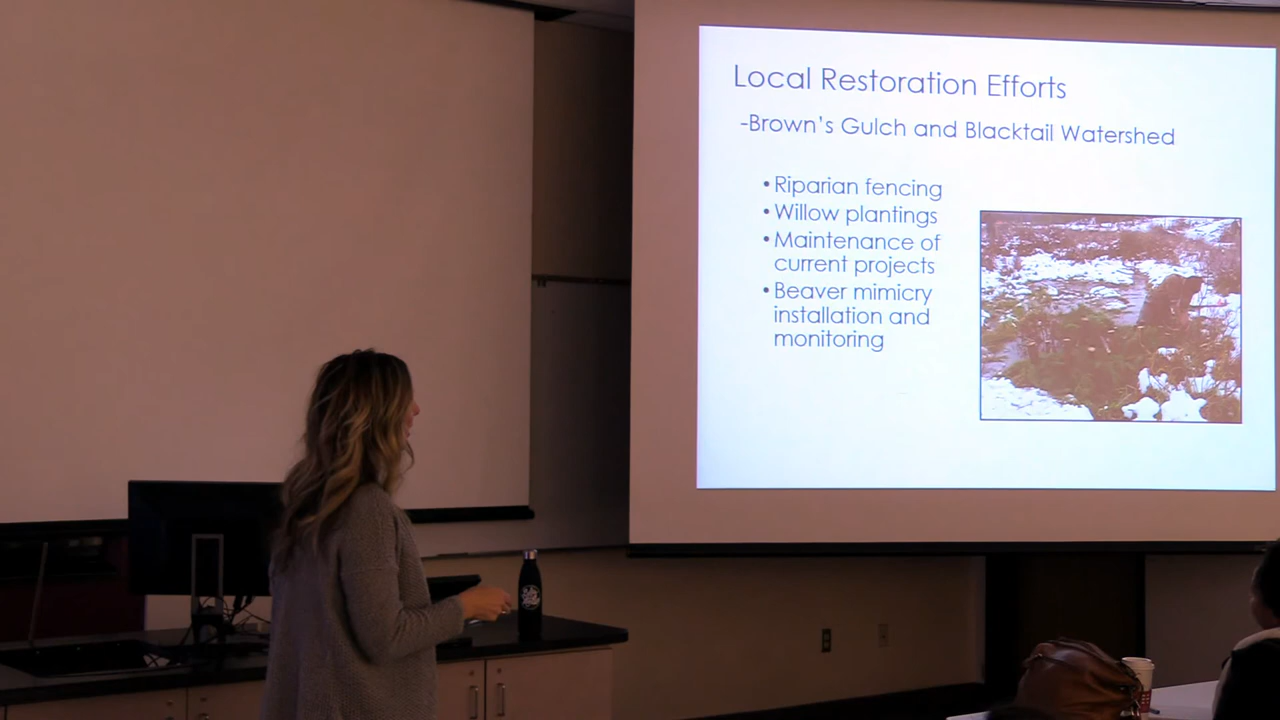 Local Restoration Efforts
-Brown's Gulch and Blacktail Watershed
• Riparian fencing
• Willow plantings
• Maintenance of
current projects
• Beaver mimicry
installation and
monitoring